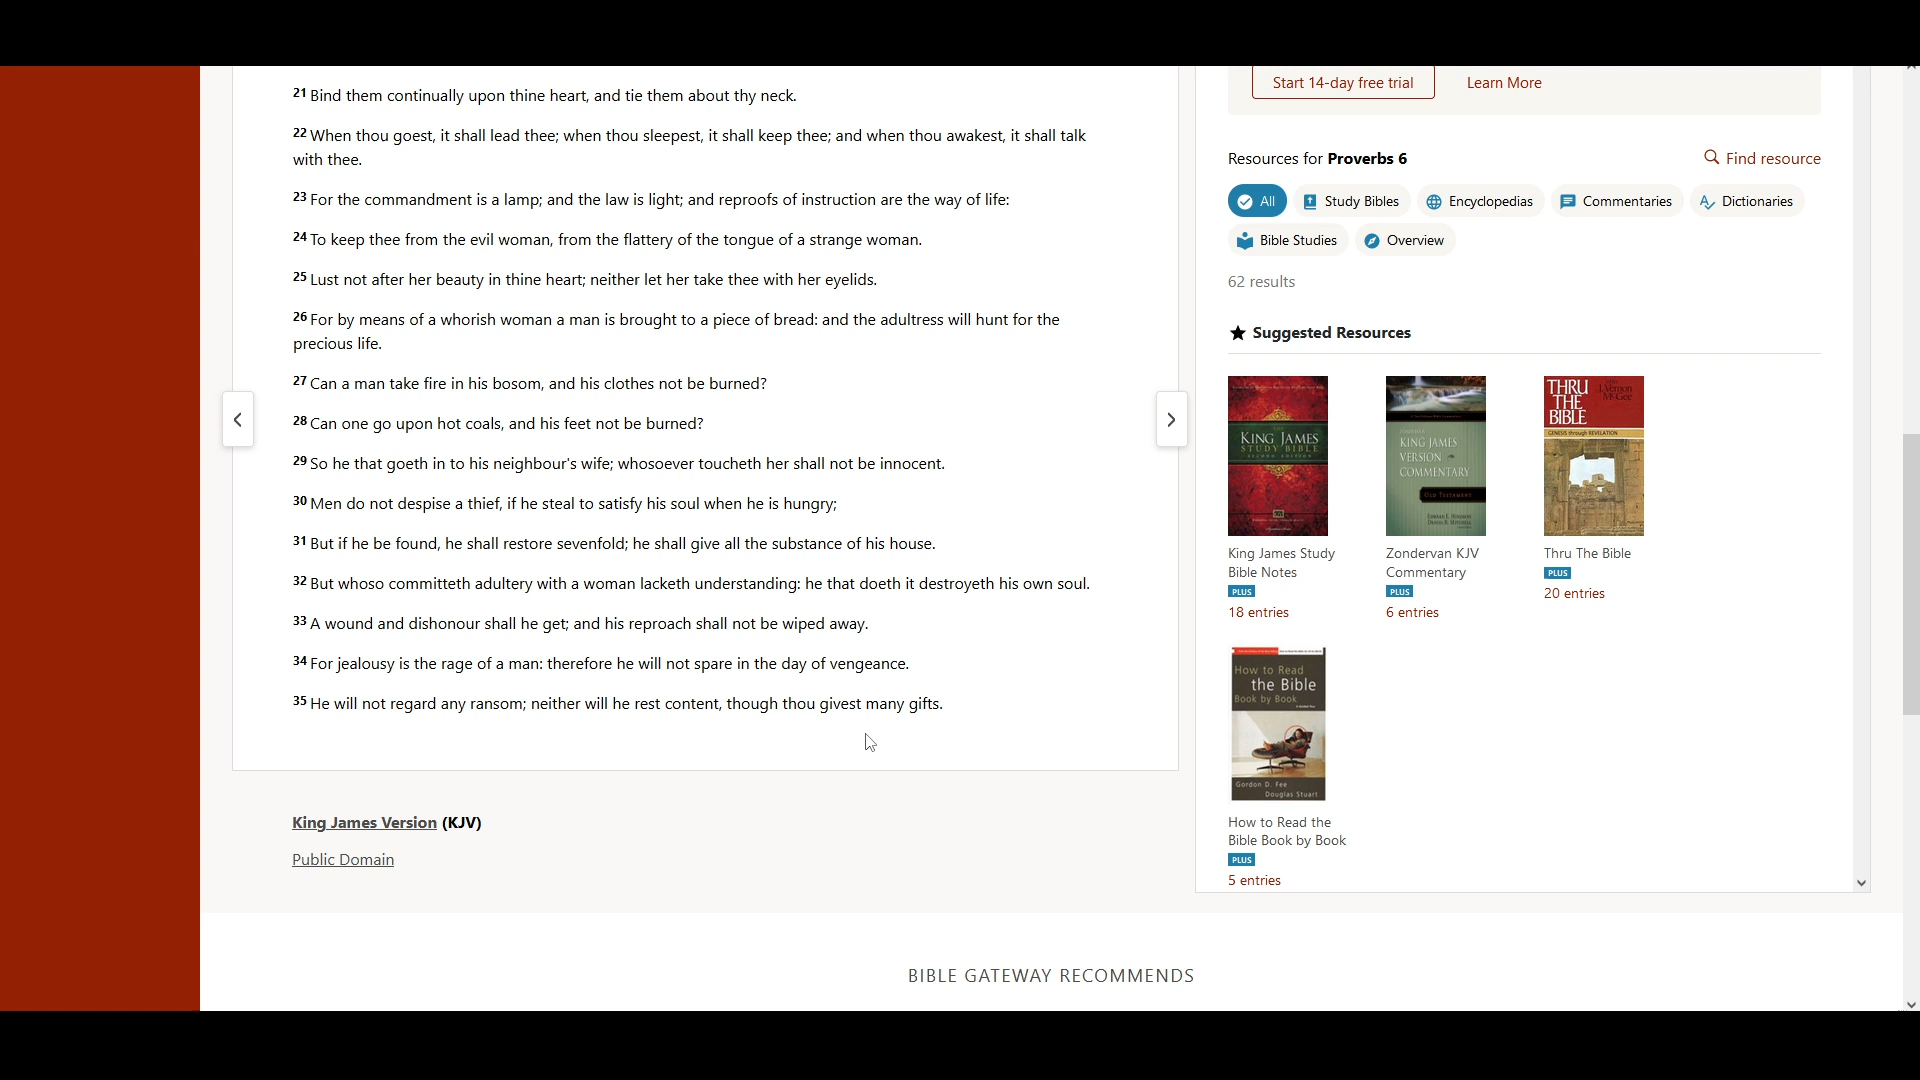 21 Bind them continually upon thine heart, and tie them about thy neck.
22 When thou goest, it shall lead thee; when thou sleepest, it shall keep thee; and when thou awakest, it shall talk
with thee.
23 For the commandment is a lamp; and the law is light; and reproofs of instruction are the way of life:
24 To keep thee from the evil woman, from the flattery of the tongue of a strange woman.
25 Lust not after her beauty in thine heart; neither let her take thee with her eyelids.
26 For by means of a whorish woman a man is brought to a piece of bread: and the adultress will hunt for the
precious life.
27 Can a man take fire in his bosom, and his clothes not be burned?
28 Can one go upon hot coals, and his feet not be burned?
29 So he that goeth in to his neighbour's wife; whosoever toucheth her shall not be innocent.
30 Men do not despise a thief, if he steal to satisfy his soul when he is hungry;
31 But if he be found, he shall restore sevenfold; he shall give all the substance of his house.
32 But whoso committeth adultery with a woman lacketh understanding: he that doeth it destroyeth his own soul.
33 A wound and dishonour shall he get; and his reproach shall not be wiped away.
34 For jealousy is the rage of a man: therefore he will not spare in the day of vengeance.
35 He will not regard any ransom; neither will he rest content, though thou givest many gifts.
King James Version (KJV)
Public Domain
Start 14-day free trial
Learn More
Resources for Proverbs 6
Find resource
All
Study Bibles
Encyclopedias
Commentaries
Dictionaries
Bible Studies
Overview
62 results
Suggested Resources
KING JAMES
STUDY BIBLE
SECOND EDITION
KING JAMES
VERSION
COMMENTARY
OLD TESTAMENT
THRU
THE
BIBLE
J. Vernon
McGee
GENESIS through REVELATION
King James Study
Bible Notes
PLUS
18 entries
Zondervan KJV
Commentary
PLUS
6 entries
Thru The Bible
PLUS
20 entries
How to Read
the Bible
Book by Book
Gordon D. Fee
Douglas Stuart
How to Read the
Bible Book by Book
PLUS
5 entries
BIBLE GATEWAY RECOMMENDS